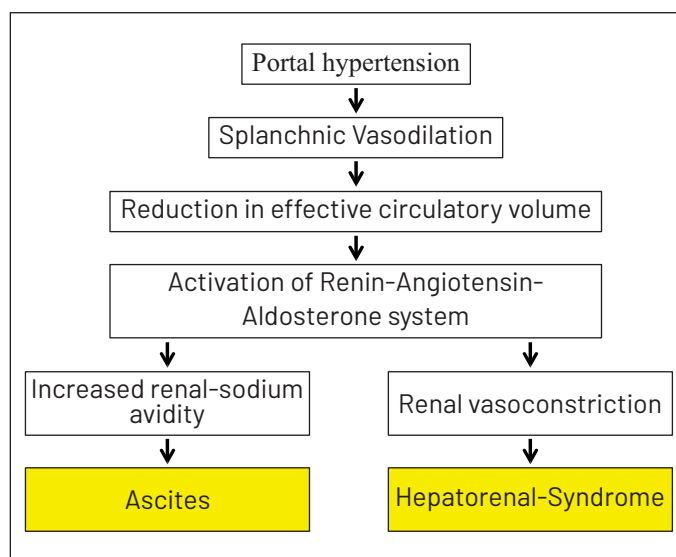 Portal hypertension
Splanchnic Vasodilation
Reduction in effective circulatory volume
Activation of Renin-Angiotensin-
Aldosterone system
Increased renal-sodium
avidity
Renal vasoconstriction
Ascites
Hepatorenal-Syndrome